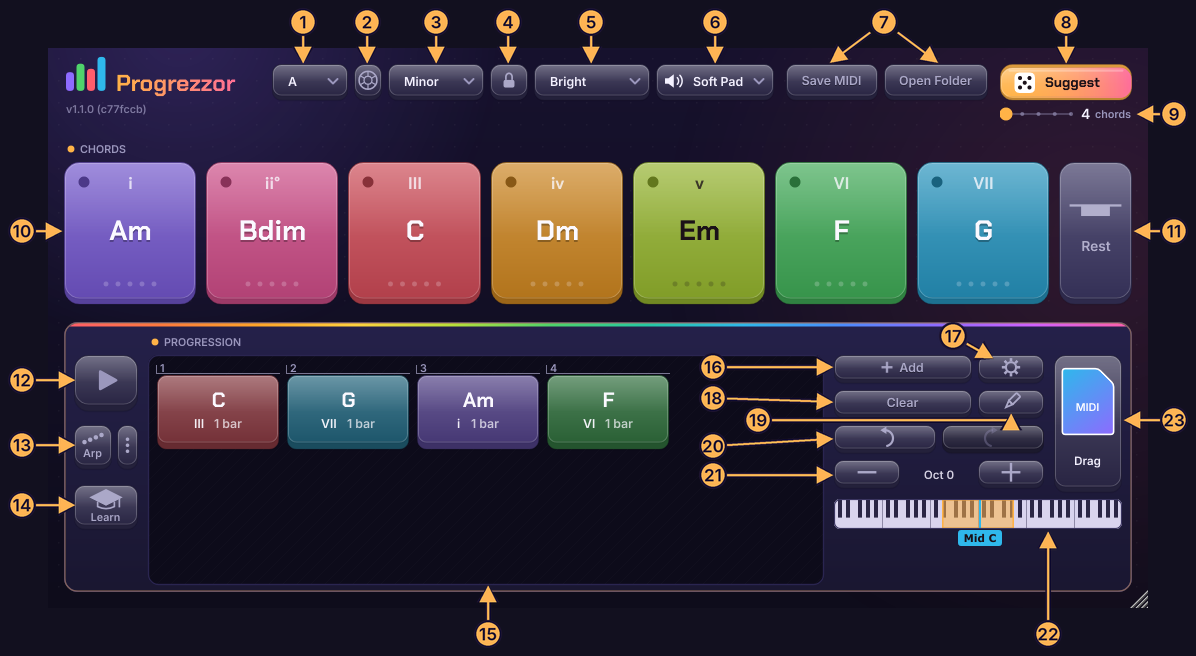 1 2 3 4 5 6 7 8
Progrezzor
v1.1.0 (c77fccb)
A Minor Bright Soft Pad Save MIDI Open Folder Suggest
4 chords 9
CHORDS
i ii° III iv v VI VII
10 Am Bdim C Dm Em F G 11
Rest
PROGRESSION
17
1 2 3 4
16 + Add
12
C G Am F
III 1 bar VII 1 bar i 1 bar VI 1 bar
18 Clear
MIDI
19 23
13 Arp
20
Drag
21 Oct 0
14 Learn
Mid C
15 22